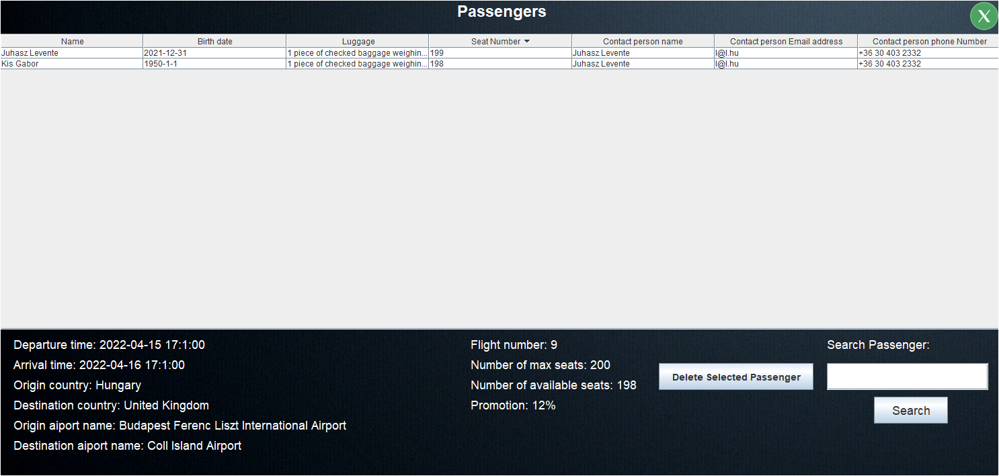 Passengers
X
Name Birth date Luggage Seat Number Contact person name Contact person Email address Contact person phone Number
Juhasz Levente 2021-12-31 1 piece of checked baggage weighin... 199 Juhasz Levente l@l.hu +36 30 403 2332
Kis Gabor 1950-1-1 1 piece of checked baggage weighin... 198 Juhasz Levente l@l.hu +36 30 403 2332
Departure time: 2022-04-15 17:1:00
Arrival time: 2022-04-16 17:1:00
Origin country: Hungary
Destination country: United Kingdom
Origin aiport name: Budapest Ferenc Liszt International Airport
Destination aiport name: Coll Island Airport
Flight number: 9
Number of max seats: 200
Number of available seats: 198
Promotion: 12%
Delete Selected Passenger
Search Passenger:
Search